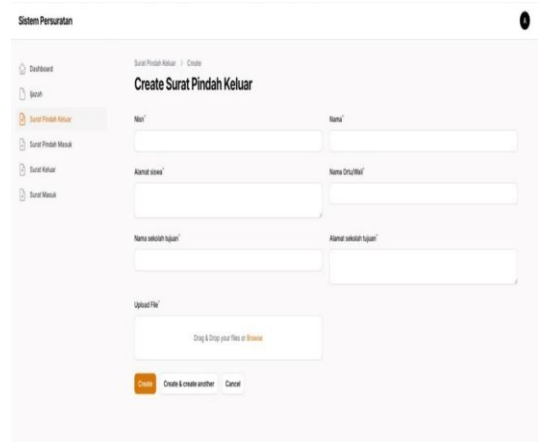 Sistem Persuratan
Dashboard
Ijazah
Surat Pindah Keluar
Surat Pindah Masuk
Surat Keluar
Surat Masuk
Surat Pindah Keluar > Create
Create Surat Pindah Keluar
Nisn*
Nama*
Alamat siswa*
Nama Ortu/Wali*
Nama sekolah tujuan*
Alamat sekolah tujuan*
Upload File*
Drag & Drop your files or Browse
Create
Create & create another
Cancel